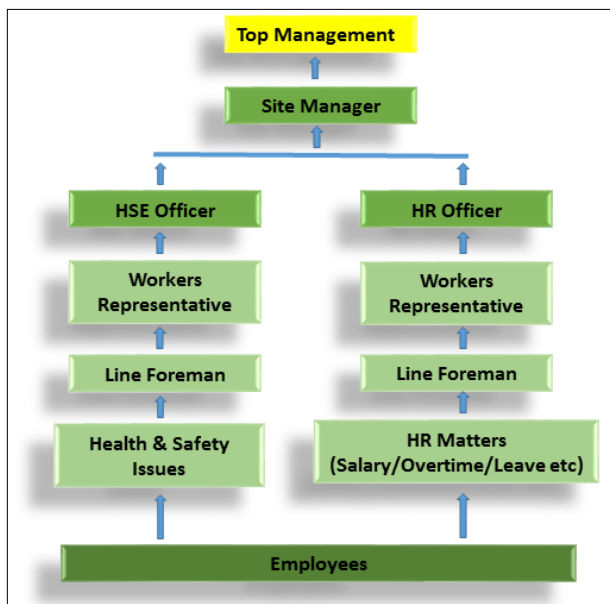 Top Management
Site Manager
HSE Officer
HR Officer
Workers
Representative
Workers
Representative
Line Foreman
Line Foreman
Health & Safety
Issues
HR Matters
(Salary/Overtime/Leave etc)
Employees